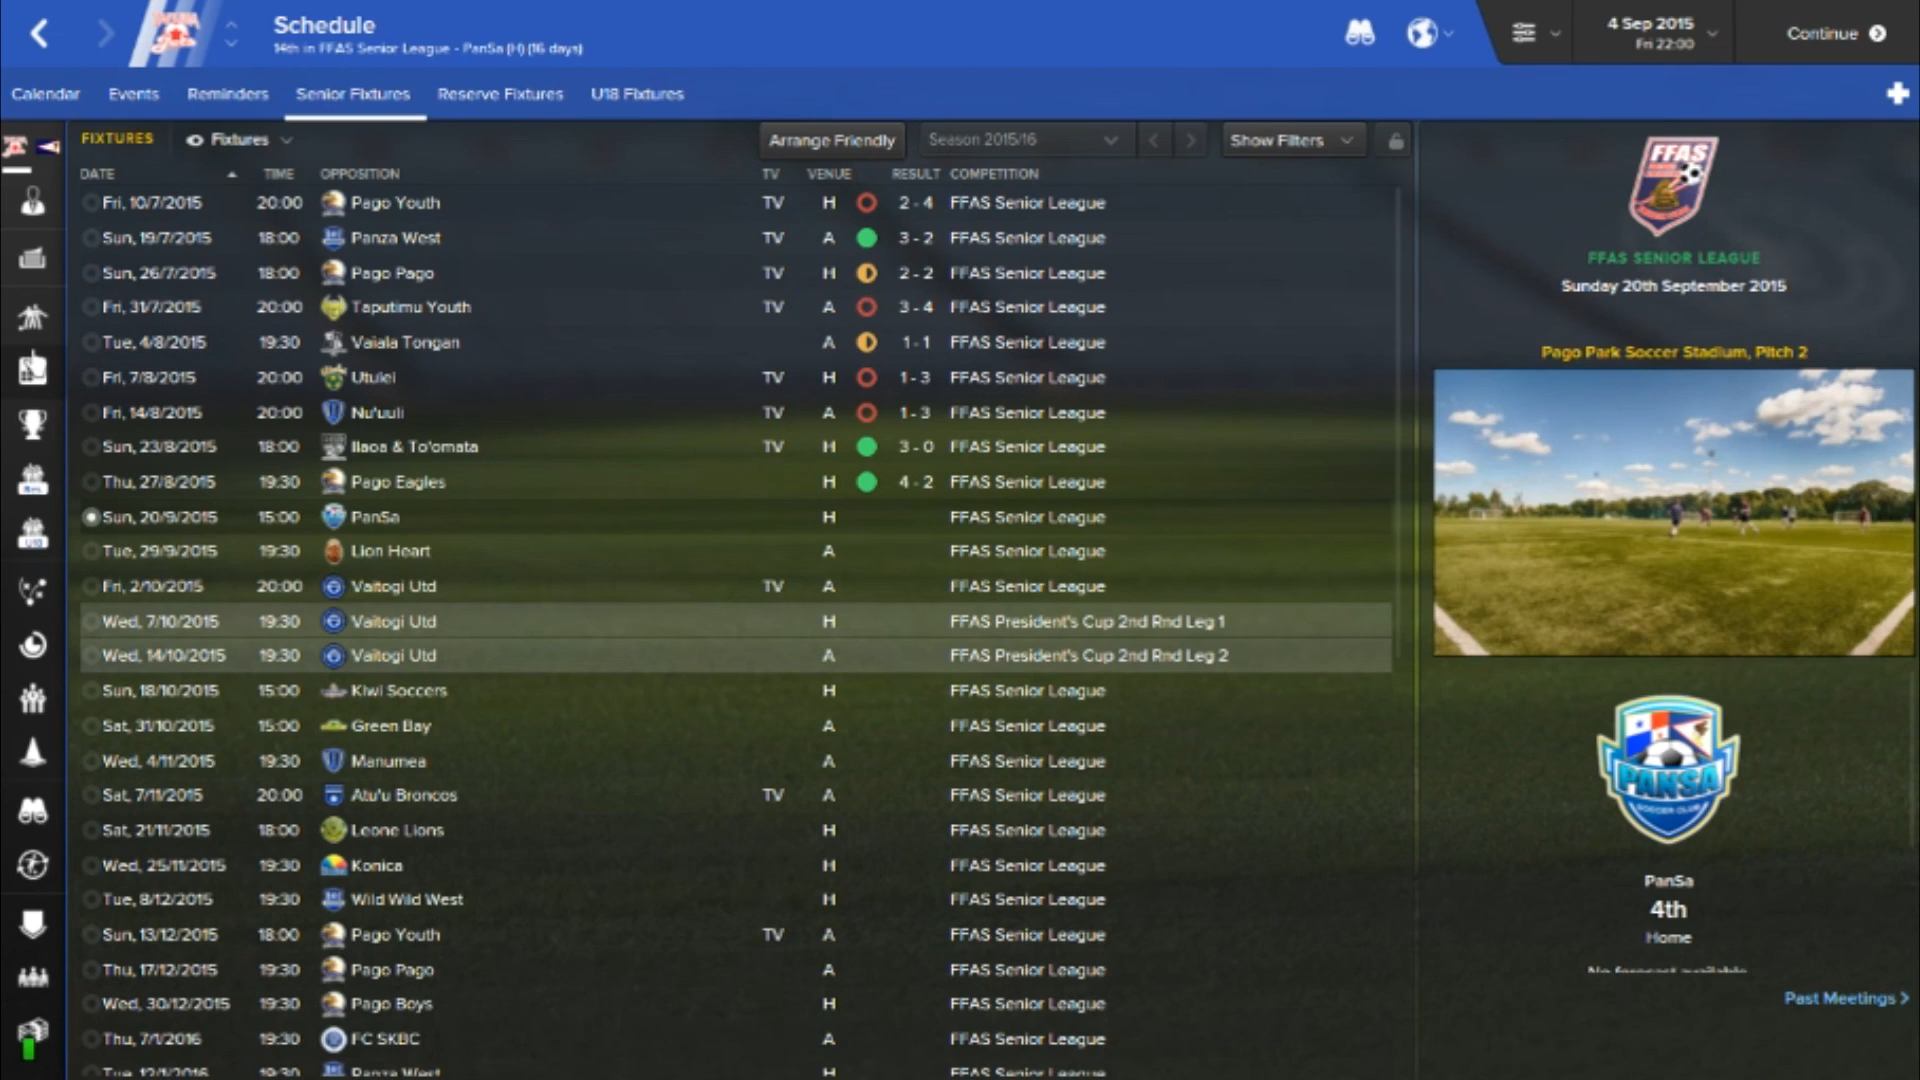 Schedule
14th in FFAS Senior League - PanSa (H) (16 days)
4 Sep 2015
Fri 22:00
Continue
Calendar Events Reminders Senior Fixtures Reserve Fixtures U18 Fixtures
FIXTURES Fixtures Arrange Friendly Season 2015/16 Show Filters
DATE TIME OPPOSITION TV VENUE RESULT COMPETITION
Fri, 10/7/2015 20:00 Pago Youth TV H 2 - 4 FFAS Senior League
Sun, 19/7/2015 18:00 Panza West TV A 3 - 2 FFAS Senior League
Sun, 26/7/2015 18:00 Pago Pago TV H 2 - 2 FFAS Senior League
Fri, 31/7/2015 20:00 Taputimu Youth TV A 3 - 4 FFAS Senior League
Tue, 4/8/2015 19:30 Vaiala Tongan A 1 - 1 FFAS Senior League
Fri, 7/8/2015 20:00 Utulei TV H 1 - 3 FFAS Senior League
Fri, 14/8/2015 20:00 Nu'uuli TV A 1 - 3 FFAS Senior League
Sun, 23/8/2015 18:00 Ilaoa & To'omata TV H 3 - 0 FFAS Senior League
Thu, 27/8/2015 19:30 Pago Eagles H 4 - 2 FFAS Senior League
Sun, 20/9/2015 15:00 PanSa H FFAS Senior League
Tue, 29/9/2015 19:30 Lion Heart A FFAS Senior League
Fri, 2/10/2015 20:00 Vaitogi Utd TV A FFAS Senior League
Wed, 7/10/2015 19:30 Vaitogi Utd H FFAS President's Cup 2nd Rnd Leg 1
Wed, 14/10/2015 19:30 Vaitogi Utd A FFAS President's Cup 2nd Rnd Leg 2
Sun, 18/10/2015 15:00 Kiwi Soccers H FFAS Senior League
Sat, 31/10/2015 15:00 Green Bay A FFAS Senior League
Wed, 4/11/2015 19:30 Manumea A FFAS Senior League
Sat, 7/11/2015 20:00 Atu'u Broncos TV A FFAS Senior League
Sat, 21/11/2015 18:00 Leone Lions H FFAS Senior League
Wed, 25/11/2015 19:30 Konica H FFAS Senior League
Tue, 8/12/2015 19:30 Wild Wild West H FFAS Senior League
Sun, 13/12/2015 18:00 Pago Youth TV A FFAS Senior League
Thu, 17/12/2015 19:30 Pago Pago A FFAS Senior League
Wed, 30/12/2015 19:30 Pago Boys H FFAS Senior League
Thu, 7/1/2016 19:30 FC SKBC A FFAS Senior League
Tue, 12/1/2016 19:30 Panza West H FFAS Senior League
FFAS
FFAS SENIOR LEAGUE
Sunday 20th September 2015
Pago Park Soccer Stadium, Pitch 2
PANSA
SOCCER CLUB
PanSa
4th
Home
No forecast available
Past Meetings